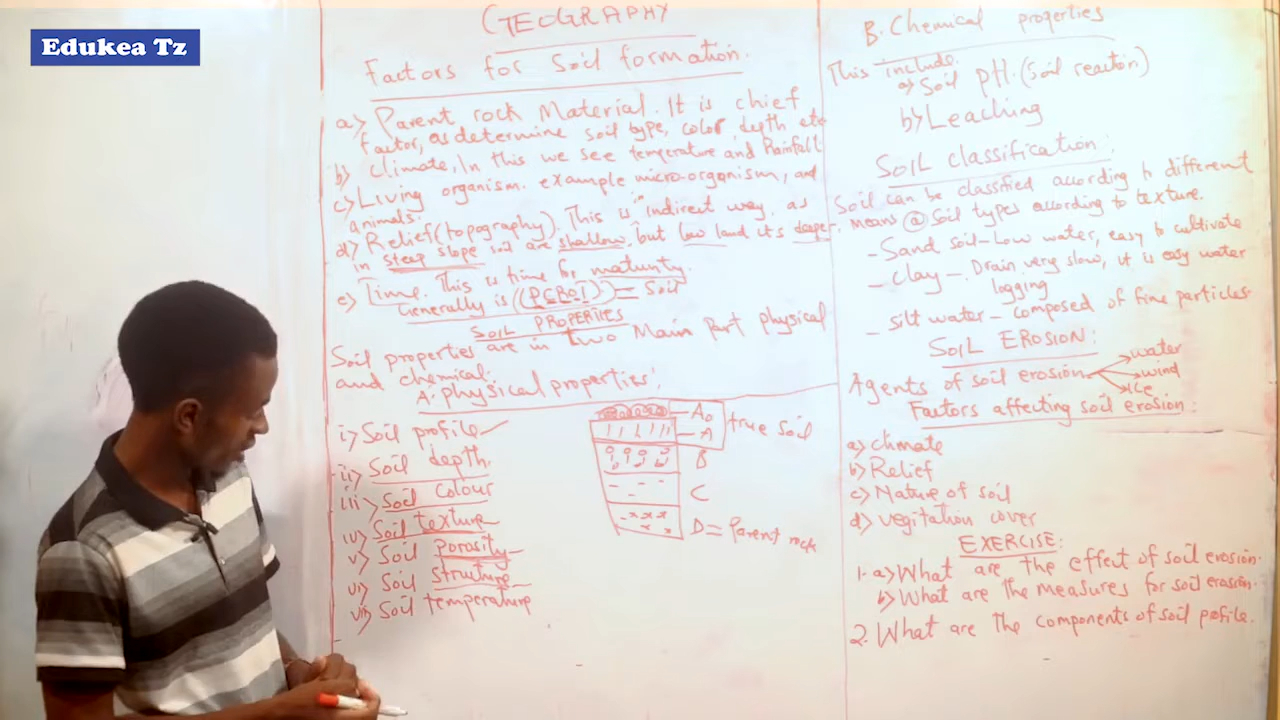 Edukea Tz
GEOGRAPHY
Factors for Soil formation.
a) Parent rock Material. It is chief
factor, as determine soil type, color, depth etc
b) Climate, In this we see temperature and Rainfall
c) Living organism. example micro-organism, and
animals.
d) Relief (topography). This is indirect way, as
in steep slope soil are shallow, but low land it's deeper.
e) Time. This is time for maturity.
Generally is = Soil
SOIL PROPERTIES
Soil properties are in two Main part physical
and chemical.
A. Physical properties.
i) Soil profile
ii) Soil depth.
iii) Soil Colour
iv) Soil texture
v) Soil porosity
vi) Soil structure
vii) Soil temperature
A₀
A
true soil
B
C
D = Parent rock
B. Chemical properties
This include.
a) Soil pH. (soil reaction)
b) Leaching
SOIL classification.
Soil can be classified according to different
means @ Soil types according to texture.
- Sand soil - Low water, easy to cultivate
- Clay - Drain very slow, it is easy water
logging
- silt water - composed of fine particles
SOIL EROSION:
Agents of soil erosion
water
wind
ice
Factors affecting soil erosion:
a) climate
b) Relief
c) Nature of soil
d) vegitation cover
EXERCISE:
1. a) What are the effect of soil erosion.
b) What are the measures for soil erosion.
2. What are the components of soil profile.